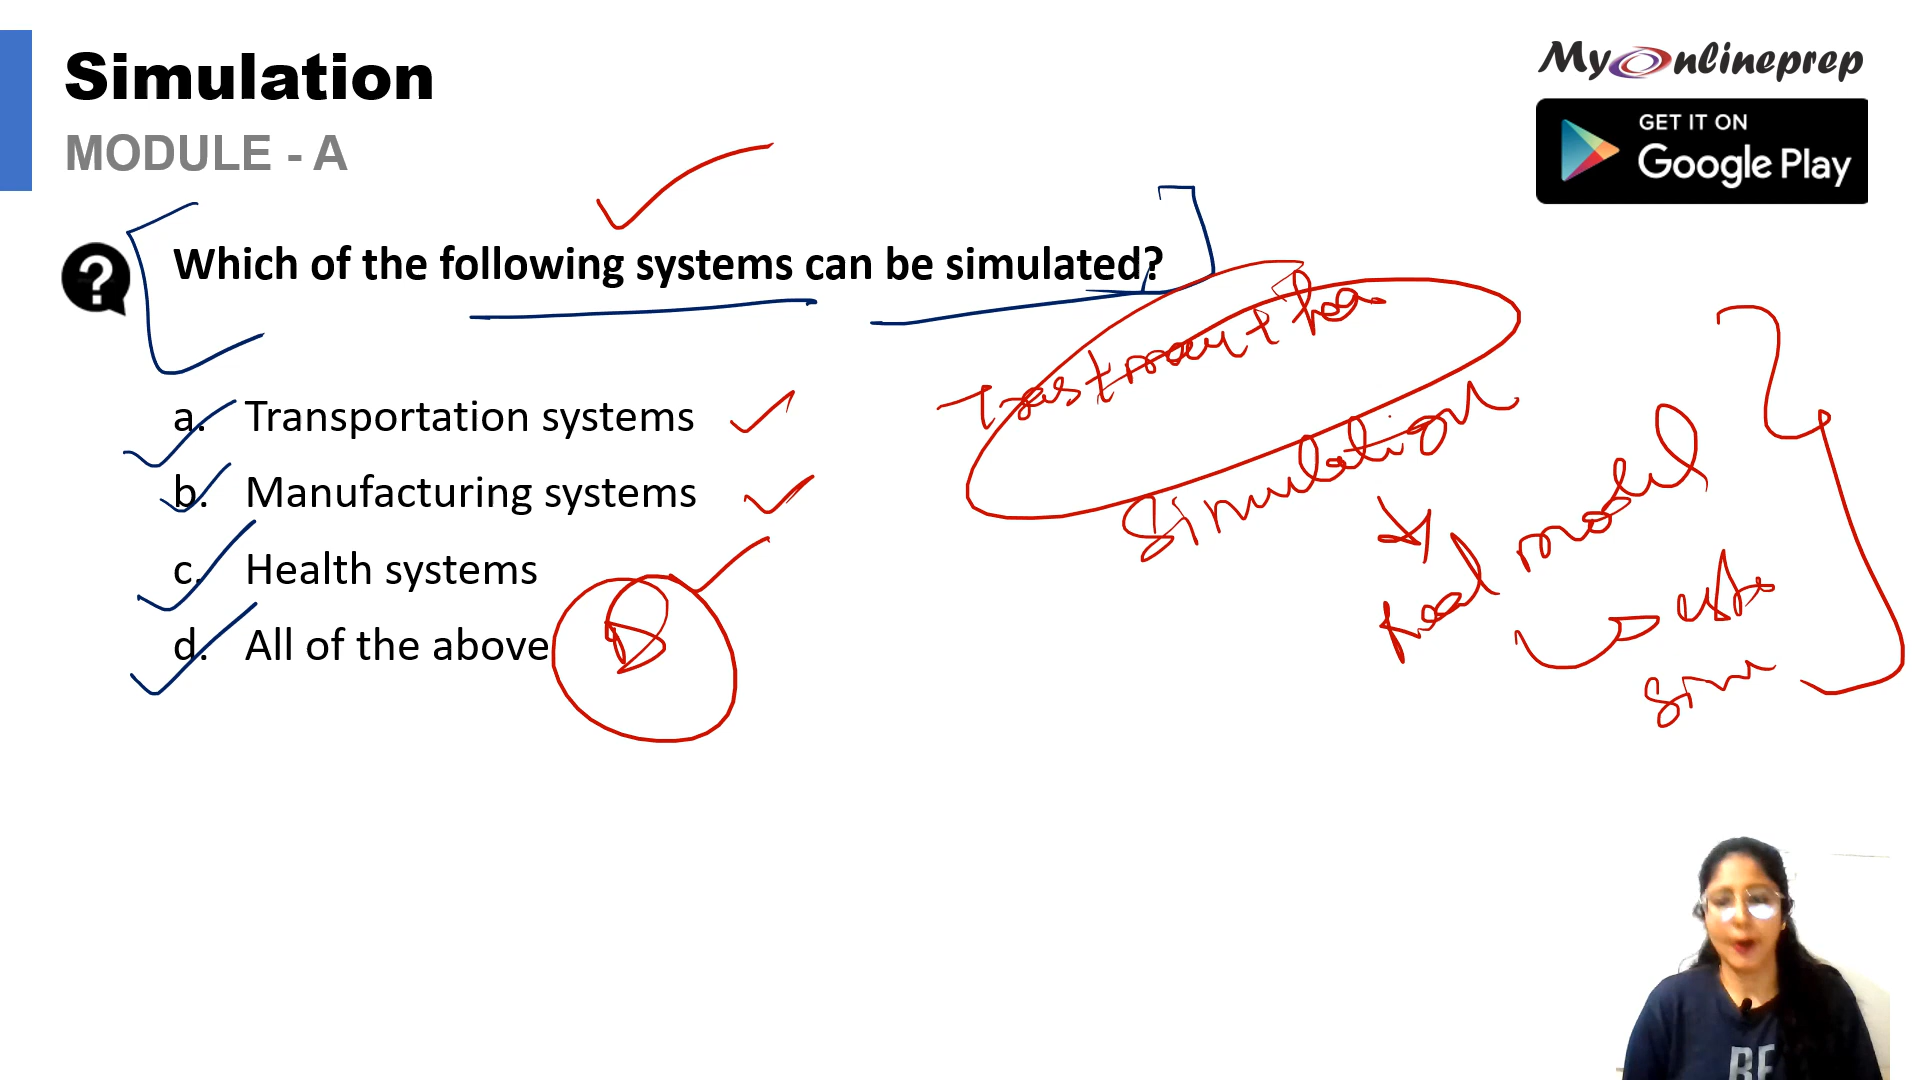 Simulation
MODULE - A
MyOnlineprep
GET IT ON
Google Play
?
Which of the following systems can be simulated?
a. Transportation systems
b. Manufacturing systems
c. Health systems
d. All of the above
D
Simulation
real model
BE